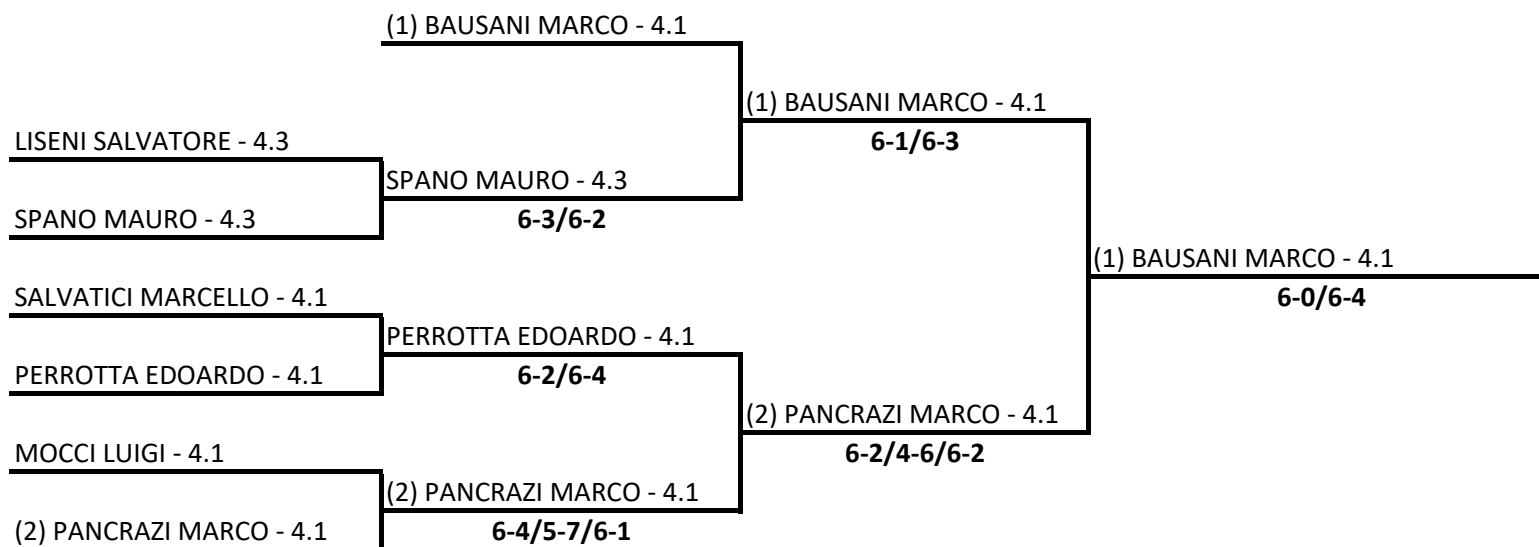 (1) BAUSANI MARCO - 4.1
(1) BAUSANI MARCO - 4.1
LISENI SALVATORE - 4.3
6-1/6-3
SPANO MAURO - 4.3
SPANO MAURO - 4.3
6-3/6-2
(1) BAUSANI MARCO - 4.1
SALVATICI MARCELLO - 4.1
6-0/6-4
PERROTTA EDOARDO - 4.1
PERROTTA EDOARDO - 4.1
6-2/6-4
(2) PANCRAZI MARCO - 4.1
MOCCI LUIGI - 4.1
6-2/4-6/6-2
(2) PANCRAZI MARCO - 4.1
(2) PANCRAZI MARCO - 4.1
6-4/5-7/6-1